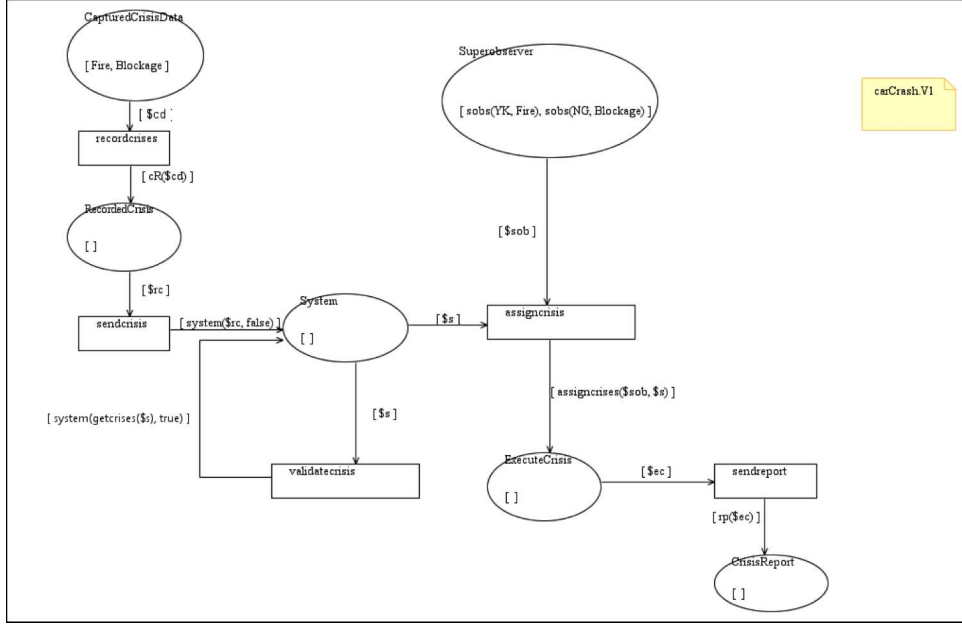 CapturedCrisisData
[ Fire, Blockage ]
[ $cd ]
recordcrises
[ cR($cd) ]
RecordedCrisis
[ ]
[ $rc ]
sendcrisis
[ system($rc, false) ]
System
[ ]
[ $s ]
[ $s ]
[ system(getcrises($s), true) ]
validatecrisis
Superobserver
[ sobs(YK, Fire), sobs(NG, Blockage) ]
[ $sob ]
assigncrisis
[ assigncrises($sob, $s) ]
ExecuteCrisis
[ ]
[ $ec ]
sendreport
[ rp($ec) ]
CrisisReport
[ ]
carCrash.V1